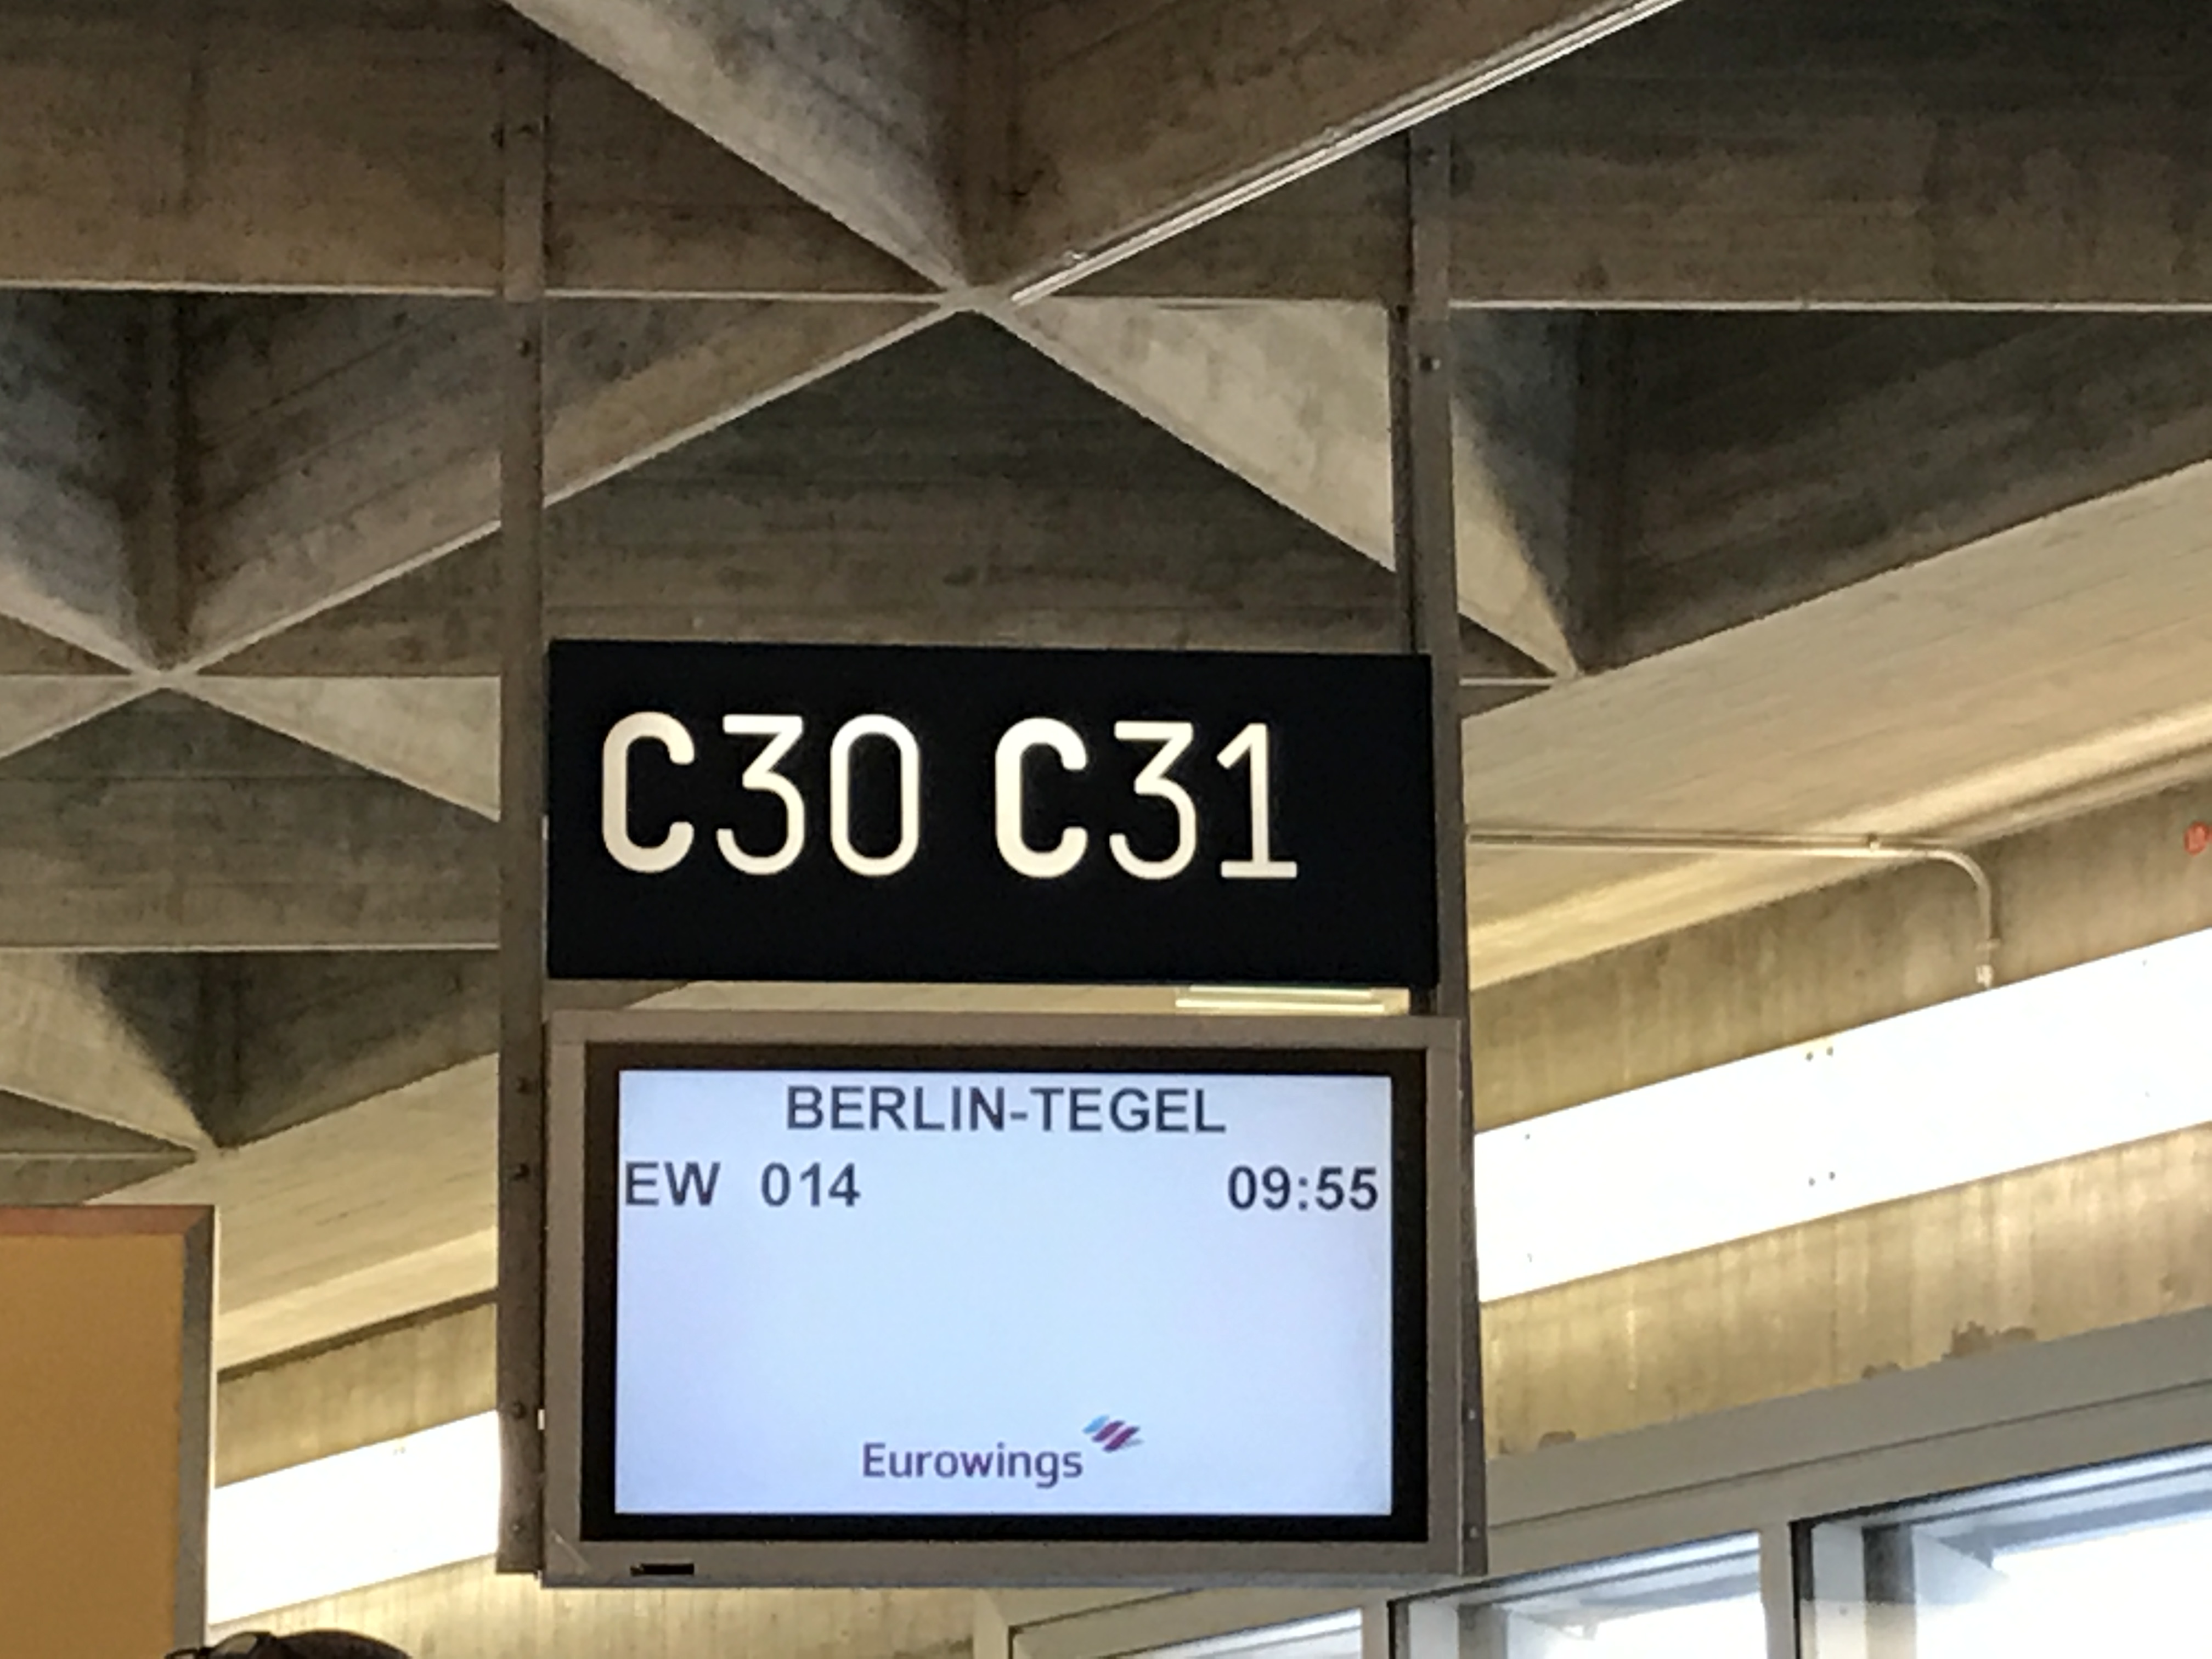 C30 C31
BERLIN-TEGEL
EW 014 09:55
Eurowings